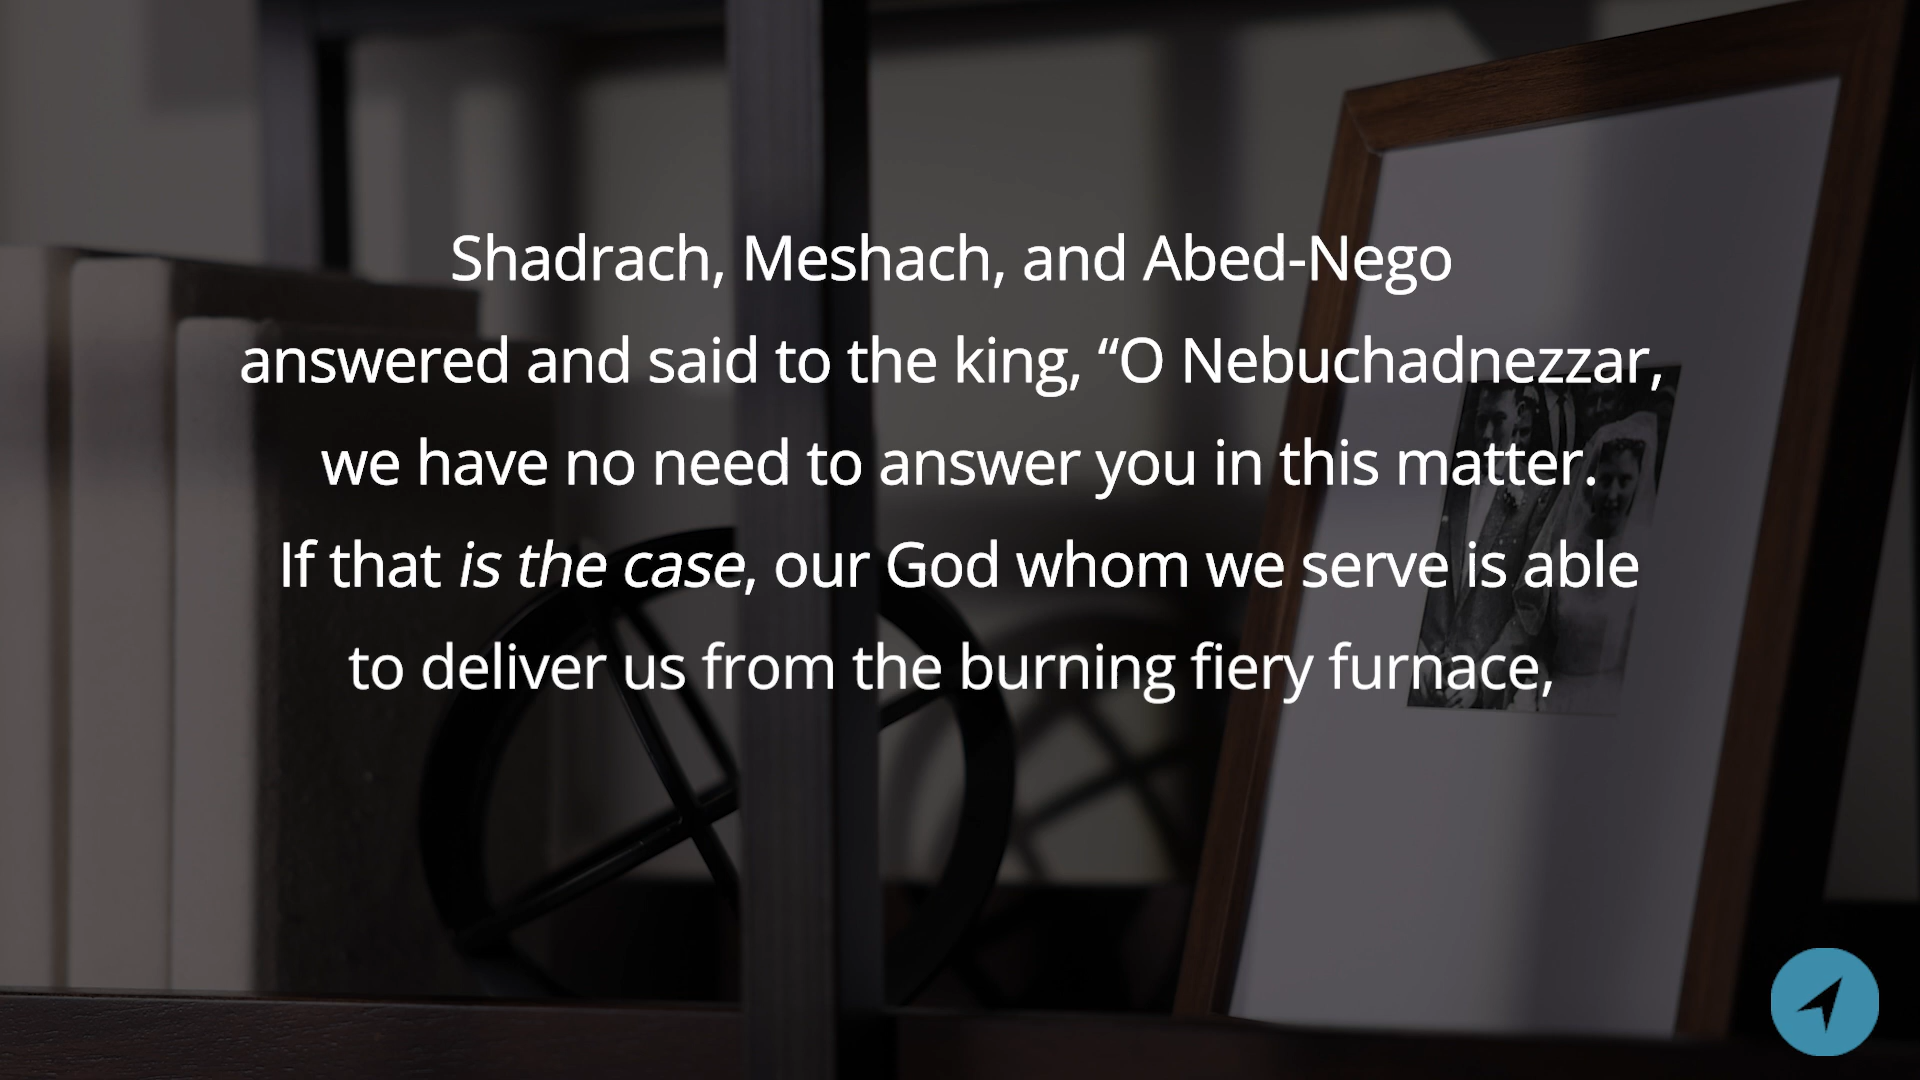 Shadrach, Meshach, and Abed-Nego
answered and said to the king, “O Nebuchadnezzar,
we have no need to answer you in this matter.
If that is the case, our God whom we serve is able
to deliver us from the burning fiery furnace,